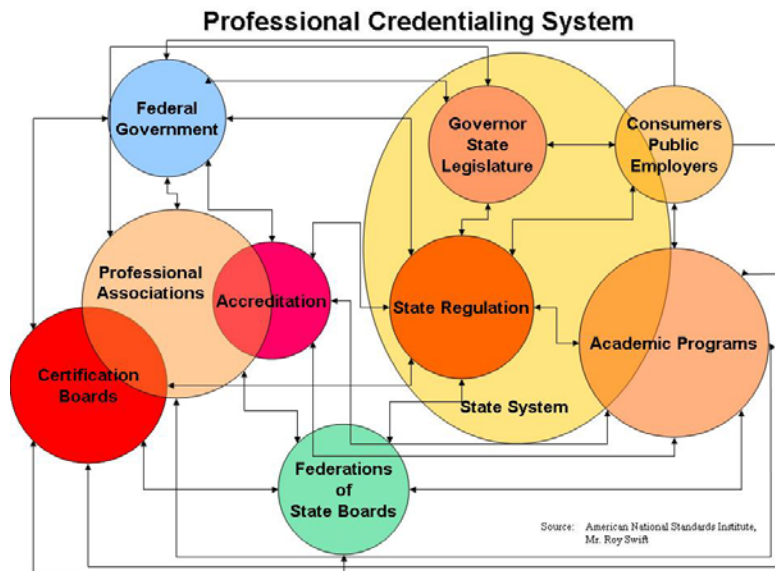 Professional Credentialing System
Federal
Government
Governor
State
Legislature
Consumers
Public
Employers
Professional
Associations
Accreditation
State Regulation
Academic Programs
Certification
Boards
State System
Federations
of
State Boards
Source: American National Standards Institute,
Mr. Roy Swift